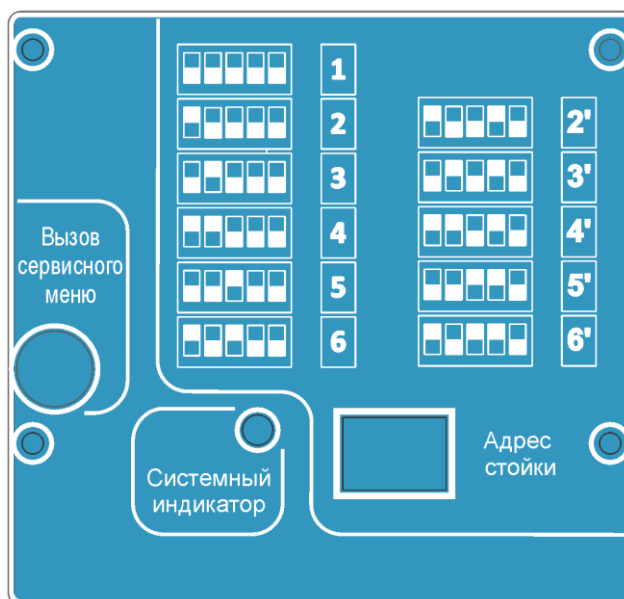 1
2
2'
3
3'
4
4'
5
5'
6
6'
Вызов
сервисного
меню
Адрес
стойки
Системный
индикатор